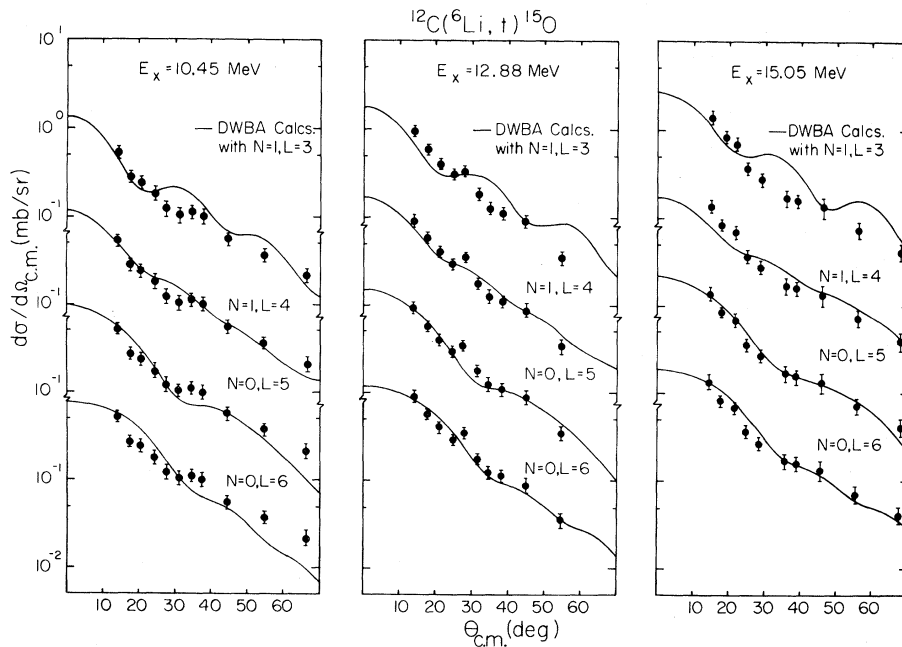 ¹²C(⁶Li, t)¹⁵O
dσ/dΩc.m.(mb/sr)
10¹
10⁰
10⁻¹
10⁻¹
10⁻¹
10⁻¹
10⁻²
Eₓ=10.45 MeV
— DWBA Calcs.
with N=1,L=3
N=1,L=4
N=0,L=5
N=0,L=6
10 20 30 40 50 60
Eₓ=12.88 MeV
— DWBA Calcs.
with N=1,L=3
N=1,L=4
N=0,L=5
N=0,L=6
10 20 30 40 50 60
Eₓ=15.05 MeV
— DWBA Calcs.
with N=1,L=3
N=1,L=4
N=0,L=5
N=0,L=6
10 20 30 40 50 60
Θc.m.(deg)